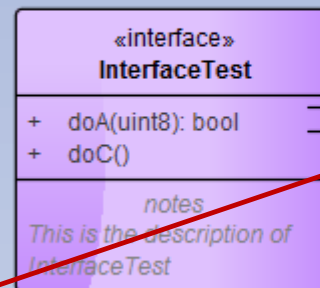 «interface»
InterfaceTest
+ doA(uint8): bool
+ doC()
notes
This is the description of
InterfaceTest